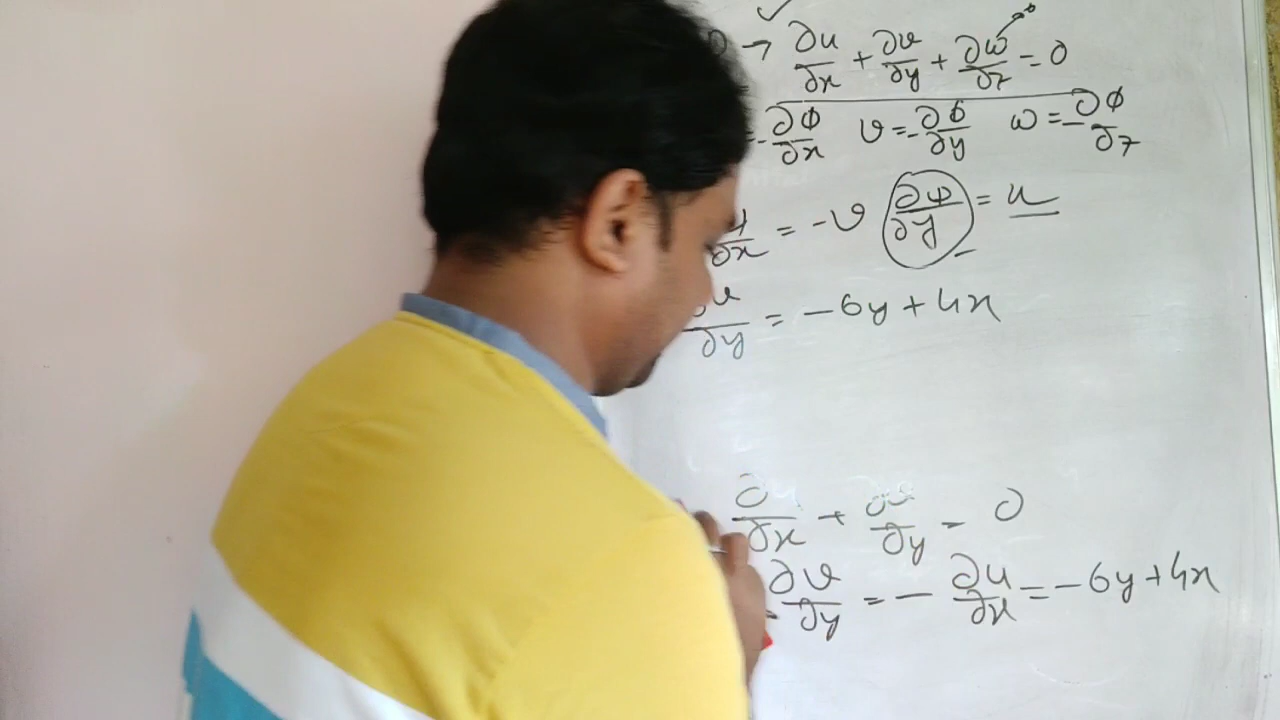 → ∂u/∂x + ∂v/∂y + ∂w/∂z = 0
= -∂ϕ/∂x v = -∂ϕ/∂y w = -∂ϕ/∂z
/∂x = -v ∂ψ/∂y = u
/∂y = -6y + 4x
∂/∂x + ∂v/∂y = 0
∂v/∂y = -∂u/∂x = -6y + 4x